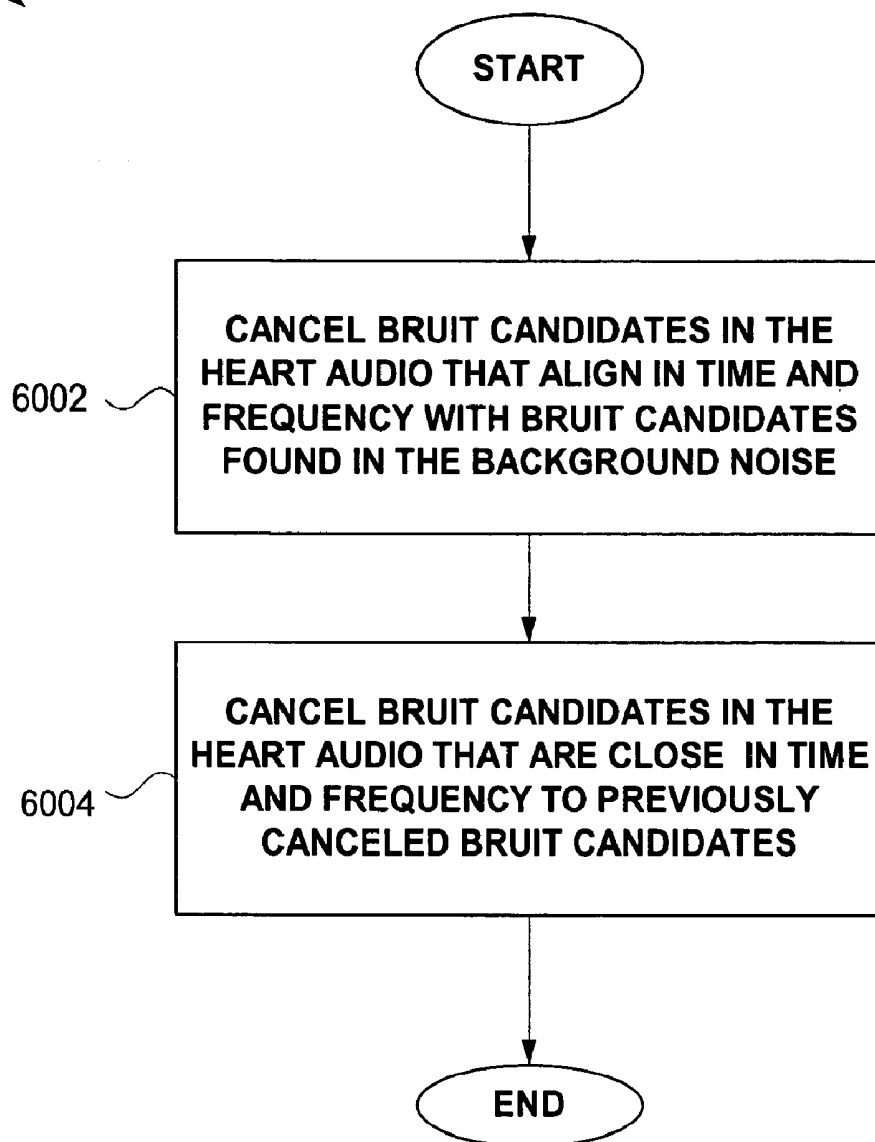 START
6002
CANCEL BRUIT CANDIDATES IN THE
HEART AUDIO THAT ALIGN IN TIME AND
FREQUENCY WITH BRUIT CANDIDATES
FOUND IN THE BACKGROUND NOISE
6004
CANCEL BRUIT CANDIDATES IN THE
HEART AUDIO THAT ARE CLOSE IN TIME
AND FREQUENCY TO PREVIOUSLY
CANCELED BRUIT CANDIDATES
END